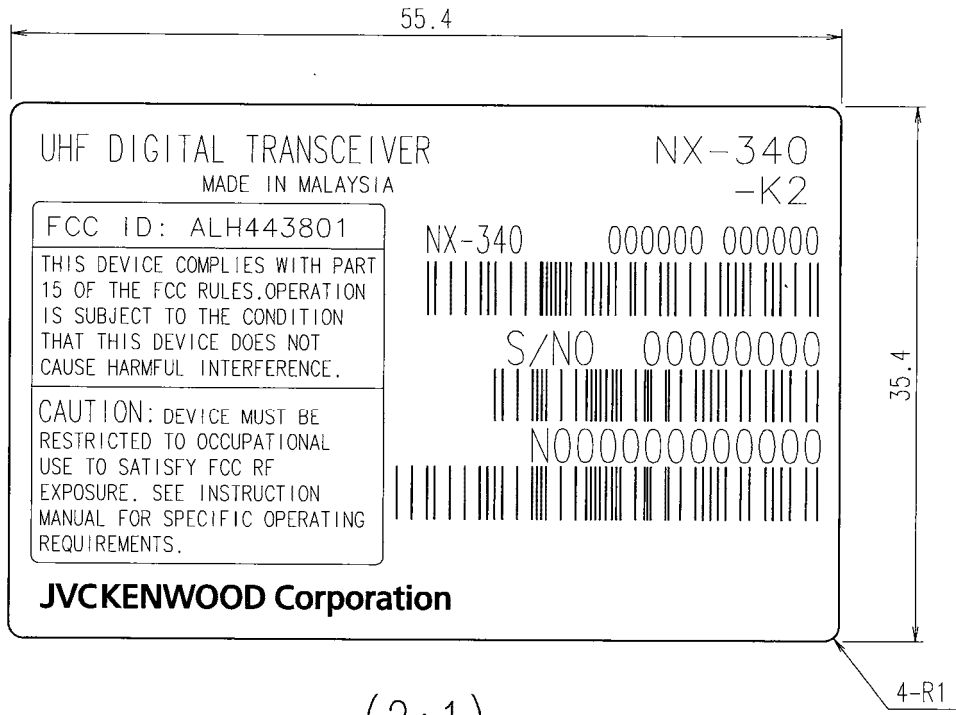 55.4
UHF DIGITAL TRANSCEIVER
MADE IN MALAYSIA
NX-340
-K2
FCC ID: ALH443801
THIS DEVICE COMPLIES WITH PART
15 OF THE FCC RULES.OPERATION
IS SUBJECT TO THE CONDITION
THAT THIS DEVICE DOES NOT
CAUSE HARMFUL INTERFERENCE.
CAUTION: DEVICE MUST BE
RESTRICTED TO OCCUPATIONAL
USE TO SATISFY FCC RF
EXPOSURE. SEE INSTRUCTION
MANUAL FOR SPECIFIC OPERATING
REQUIREMENTS.
NX-340 000000 000000
S/NO 00000000
N000000000000
JVCKENWOOD Corporation
35.4
4-R1
(2:1)